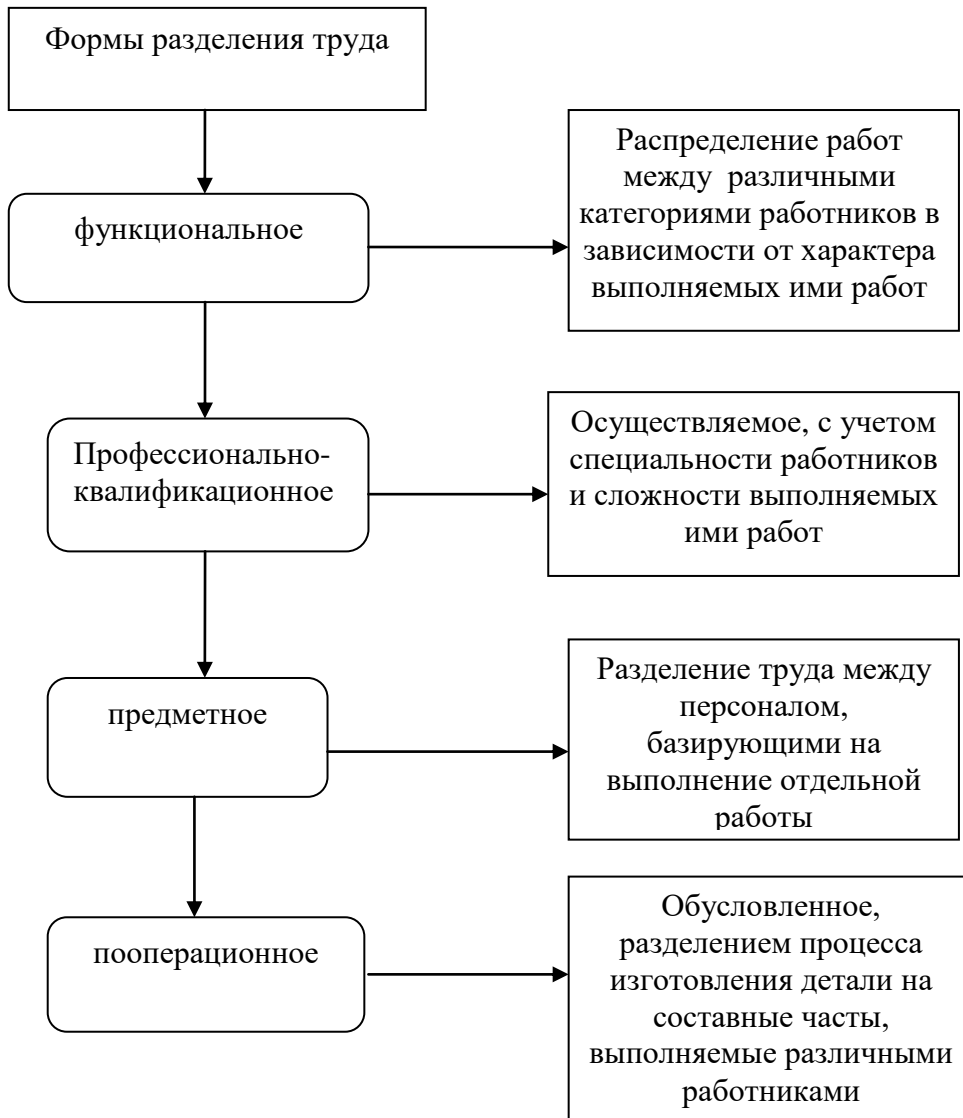 Формы разделения труда
функциональное
Распределение работ
между различными
категориями работников в
зависимости от характера
выполняемых ими работ
Профессионально-
квалификационное
Осуществляемое, с учетом
специальности работников
и сложности выполняемых
ими работ
предметное
Разделение труда между
персоналом,
базирующими на
выполнение отдельной
работы
пооперационное
Обусловленное,
разделением процесса
изготовления детали на
составные части,
выполняемые различными
работниками